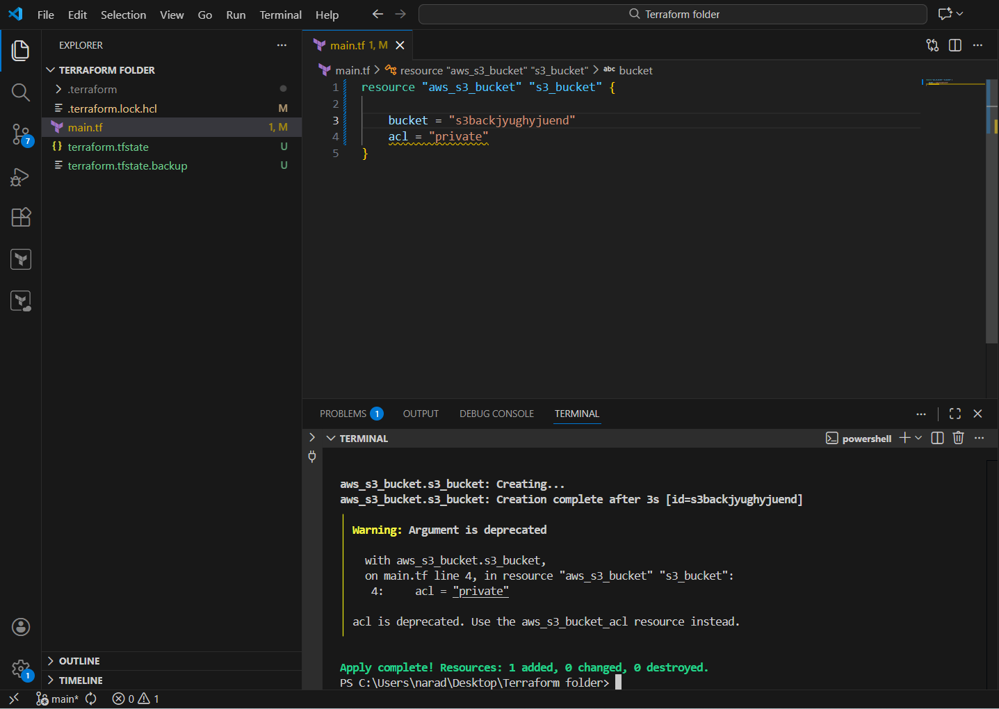 File Edit Selection View Go Run Terminal Help
Terraform folder
EXPLORER
TERRAFORM FOLDER
.terraform
.terraform.lock.hcl M
main.tf 1, M
terraform.tfstate U
terraform.tfstate.backup U
OUTLINE
TIMELINE
7
1
main.tf 1, M
main.tf > resource "aws_s3_bucket" "s3_bucket" > abc bucket
1 resource "aws_s3_bucket" "s3_bucket" {
2
3 bucket = "s3backjyughyjuend"
4 acl = "private"
5 }
PROBLEMS 1 OUTPUT DEBUG CONSOLE TERMINAL
TERMINAL
powershell
aws_s3_bucket.s3_bucket: Creating...
aws_s3_bucket.s3_bucket: Creation complete after 3s [id=s3backjyughyjuend]
Warning: Argument is deprecated
with aws_s3_bucket.s3_bucket,
on main.tf line 4, in resource "aws_s3_bucket" "s3_bucket":
4: acl = "private"
acl is deprecated. Use the aws_s3_bucket_acl resource instead.
Apply complete! Resources: 1 added, 0 changed, 0 destroyed.
PS C:\Users\narad\Desktop\Terraform folder>
main* 0 1